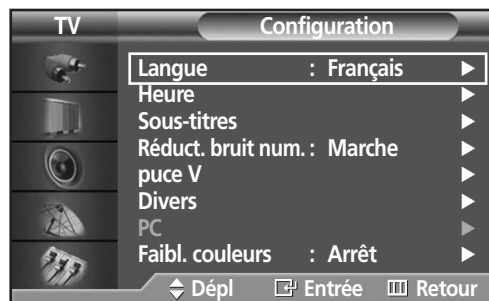 TV Configuration
Langue : Français ▶
Heure ▶
Sous-titres ▶
Réduct. bruit num. : Marche ▶
puce V ▶
Divers ▶
PC ▶
Faibl. couleurs : Arrêt ▶
Dépl Entrée Retour